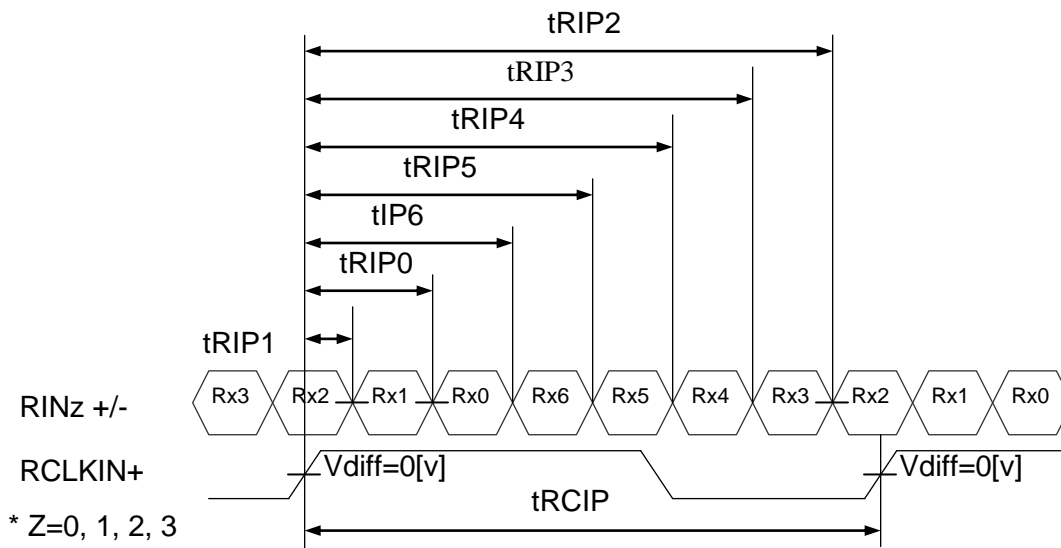 tRIP2
tRIP3
tRIP4
tRIP5
tIP6
tRIP0
tRIP1
RINz +/- Rx3 Rx2 Rx1 Rx0 Rx6 Rx5 Rx4 Rx3 Rx2 Rx1 Rx0
RCLKIN+ Vdiff=0[v] Vdiff=0[v]
tRCIP
* Z=0, 1, 2, 3